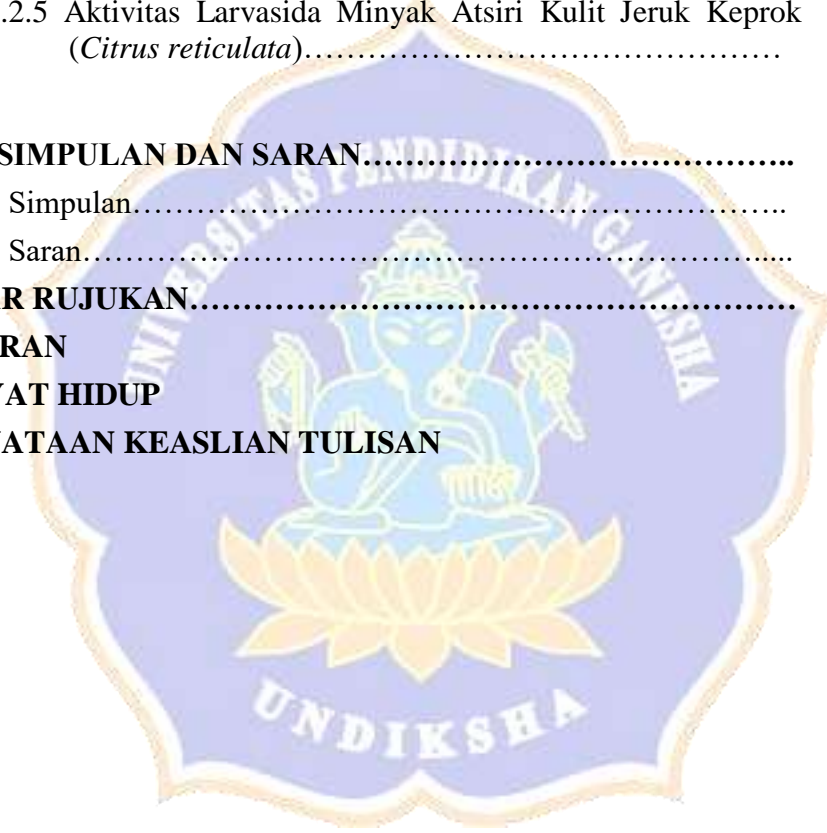 .2.5 Aktivitas Larvasida Minyak Atsiri Kulit Jeruk Keprok
(Citrus reticulata)………………………………………
SIMPULAN DAN SARAN………………………………..
Simpulan……………………………………………………..
Saran………………………………………………………......
R RUJUKAN…………………………………………………
RAN
YAT HIDUP
ATAAN KEASLIAN TULISAN
UNIVERSITAS PENDIDIKAN GANESHA
UNDIKSHA